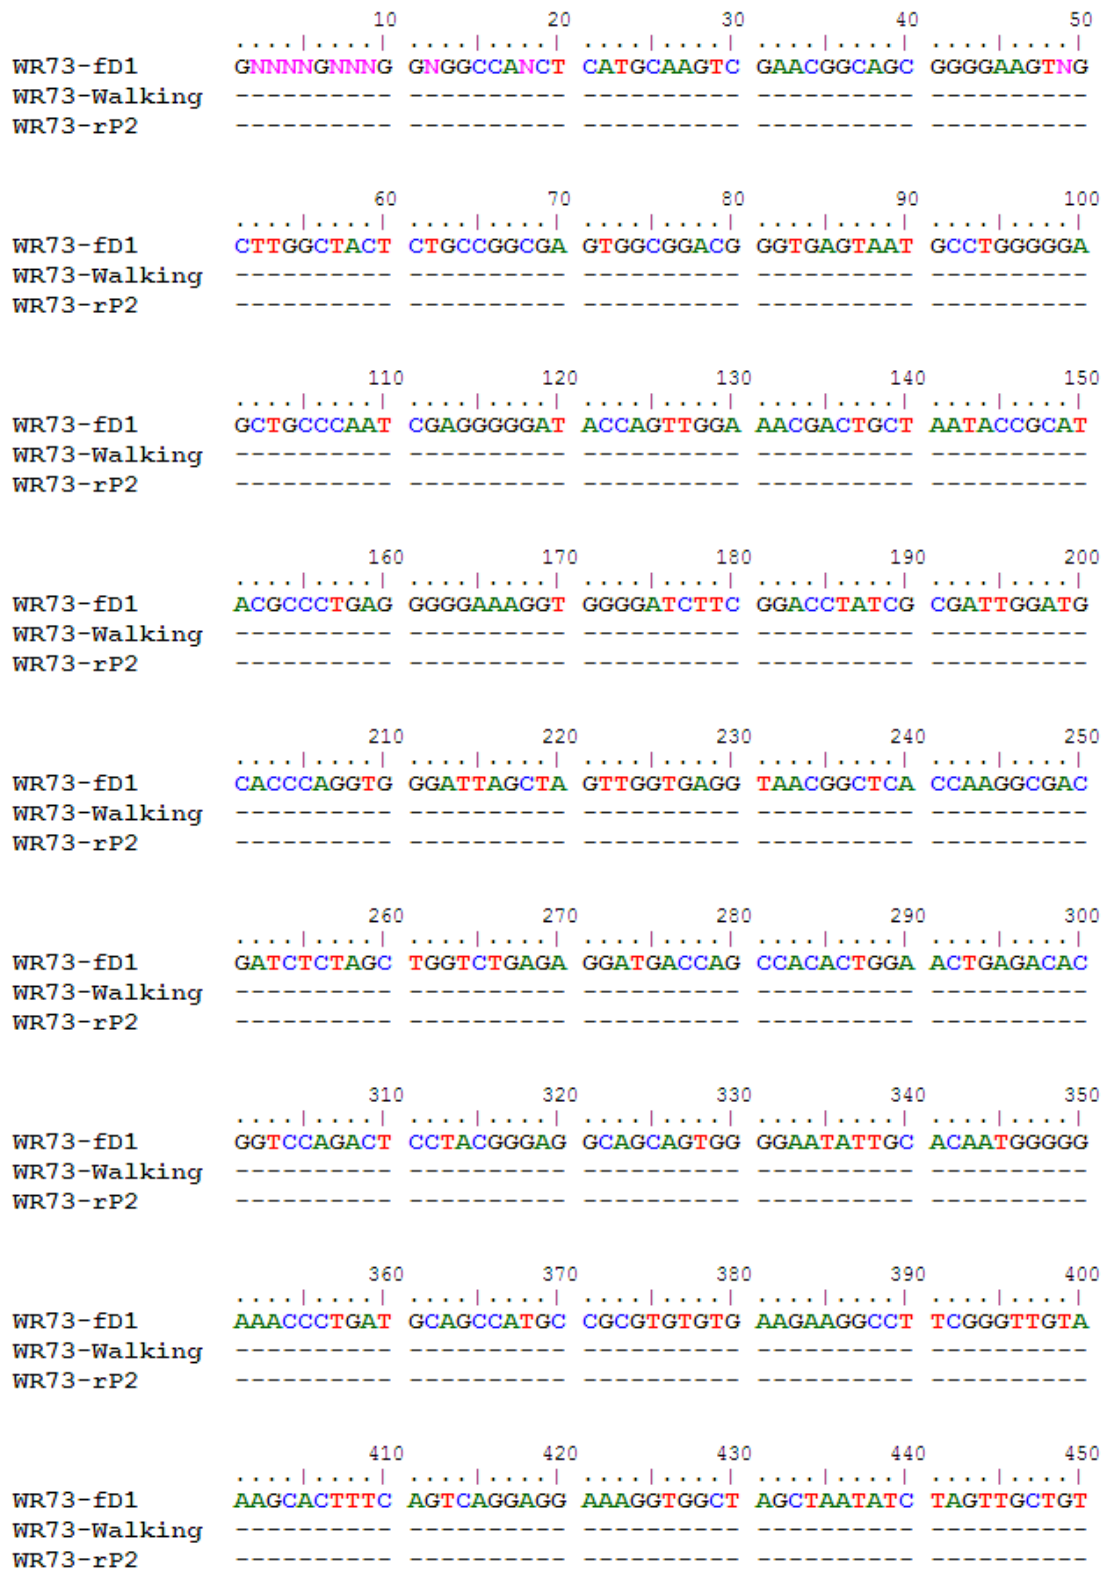 10 20 30 40 50
....|....| ....|....| ....|....| ....|....| ....|....|
WR73-fD1 GNNNNGNNNG GNGGCCANCT CATGCAAGTC GAACGGCAGC GGGGAAGTNG
WR73-Walking ---------- ---------- ---------- ---------- ----------
WR73-rP2 ---------- ---------- ---------- ---------- ----------
60 70 80 90 100
....|....| ....|....| ....|....| ....|....| ....|....|
WR73-fD1 CTTGGCTACT CTGCCGGCGA GTGGCGGACG GGTGAGTAAT GCCTGGGGGA
WR73-Walking ---------- ---------- ---------- ---------- ----------
WR73-rP2 ---------- ---------- ---------- ---------- ----------
110 120 130 140 150
....|....| ....|....| ....|....| ....|....| ....|....|
WR73-fD1 GCTGCCCAAT CGAGGGGGAT ACCAGTTGGA AACGACTGCT AATACCGCAT
WR73-Walking ---------- ---------- ---------- ---------- ----------
WR73-rP2 ---------- ---------- ---------- ---------- ----------
160 170 180 190 200
....|....| ....|....| ....|....| ....|....| ....|....|
WR73-fD1 ACGCCCTGAG GGGGAAAGGT GGGGATCTTC GGACCTATCG CGATTGGATG
WR73-Walking ---------- ---------- ---------- ---------- ----------
WR73-rP2 ---------- ---------- ---------- ---------- ----------
210 220 230 240 250
....|....| ....|....| ....|....| ....|....| ....|....|
WR73-fD1 CACCCAGGTG GGATTAGCTA GTTGGTGAGG TAACGGCTCA CCAAGGCGAC
WR73-Walking ---------- ---------- ---------- ---------- ----------
WR73-rP2 ---------- ---------- ---------- ---------- ----------
260 270 280 290 300
....|....| ....|....| ....|....| ....|....| ....|....|
WR73-fD1 GATCTCTAGC TGGTCTGAGA GGATGACCAG CCACACTGGA ACTGAGACAC
WR73-Walking ---------- ---------- ---------- ---------- ----------
WR73-rP2 ---------- ---------- ---------- ---------- ----------
310 320 330 340 350
....|....| ....|....| ....|....| ....|....| ....|....|
WR73-fD1 GGTCCAGACT CCTACGGGAG GCAGCAGTGG GGAATATTGC ACAATGGGGG
WR73-Walking ---------- ---------- ---------- ---------- ----------
WR73-rP2 ---------- ---------- ---------- ---------- ----------
360 370 380 390 400
....|....| ....|....| ....|....| ....|....| ....|....|
WR73-fD1 AAACCCTGAT GCAGCCATGC CGCGTGTGTG AAGAAGGCCT TCGGGTTGTA
WR73-Walking ---------- ---------- ---------- ---------- ----------
WR73-rP2 ---------- ---------- ---------- ---------- ----------
410 420 430 440 450
....|....| ....|....| ....|....| ....|....| ....|....|
WR73-fD1 AAGCACTTTC AGTCAGGAGG AAAGGTGGCT AGCTAATATC TAGTTGCTGT
WR73-Walking ---------- ---------- ---------- ---------- ----------
WR73-rP2 ---------- ---------- ---------- ---------- ----------